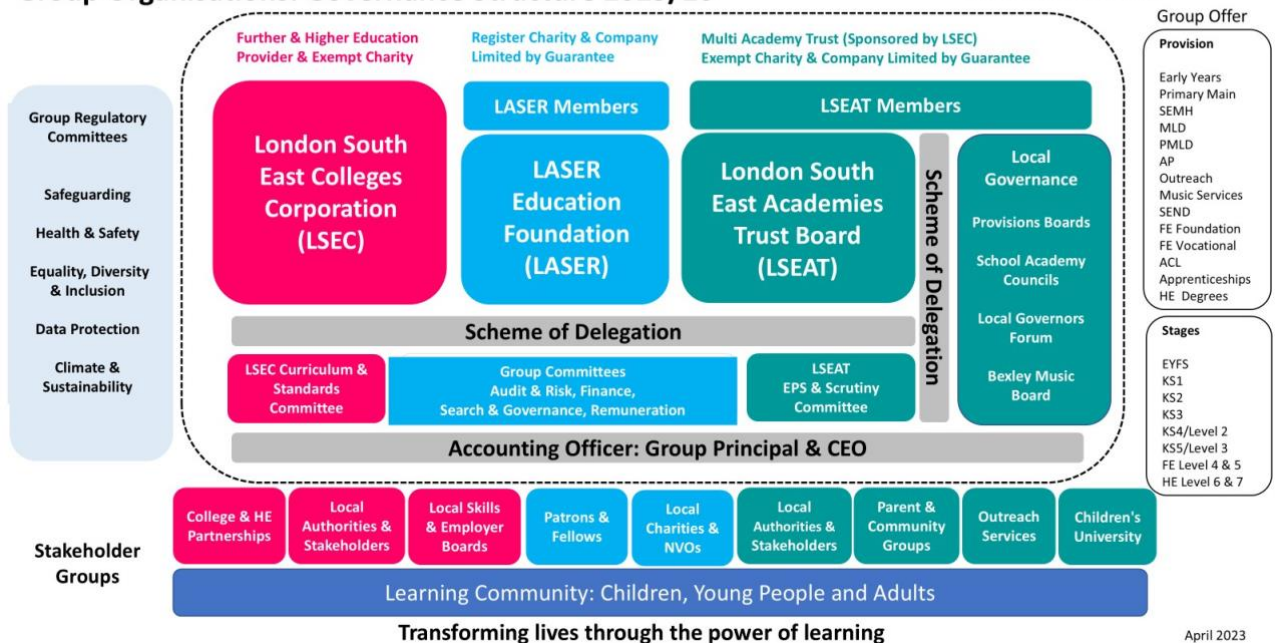 Group Organisational Governance Structure 2023/
Group Offer
Further & Higher Education
Provider & Exempt Charity
Register Charity & Company
Limited by Guarantee
Multi Academy Trust (Sponsored by LSEC)
Exempt Charity & Company Limited by Guarantee
Group Regulatory
Committees
Safeguarding
Health & Safety
Equality, Diversity
& Inclusion
Data Protection
Climate &
Sustainability
London South
East Colleges
Corporation
(LSEC)
LASER Members
LASER
Education
Foundation
(LASER)
LSEAT Members
London South
East Academies
Trust Board
(LSEAT)
Scheme of Delegation
Local
Governance
Provisions Boards
School Academy
Councils
Local Governors
Forum
Bexley Music
Board
Scheme of Delegation
LSEC Curriculum &
Standards
Committee
Group Committees
Audit & Risk, Finance,
Search & Governance, Remuneration
LSEAT
EPS & Scrutiny
Committee
Accounting Officer: Group Principal & CEO
Provision
Early Years
Primary Main
SEMH
MLD
PMLD
AP
Outreach
Music Services
SEND
FE Foundation
FE Vocational
ACL
Apprenticeships
HE Degrees
Stages
EYFS
KS1
KS2
KS3
KS4/Level 2
KS5/Level 3
FE Level 4 & 5
HE Level 6 & 7
Stakeholder
Groups
College & HE
Partnerships
Local
Authorities &
Stakeholders
Local Skills
& Employer
Boards
Patrons &
Fellows
Local
Charities &
NVOs
Local
Authorities &
Stakeholders
Parent &
Community
Groups
Outreach
Services
Children's
University
Learning Community: Children, Young People and Adults
Transforming lives through the power of learning
April 2023